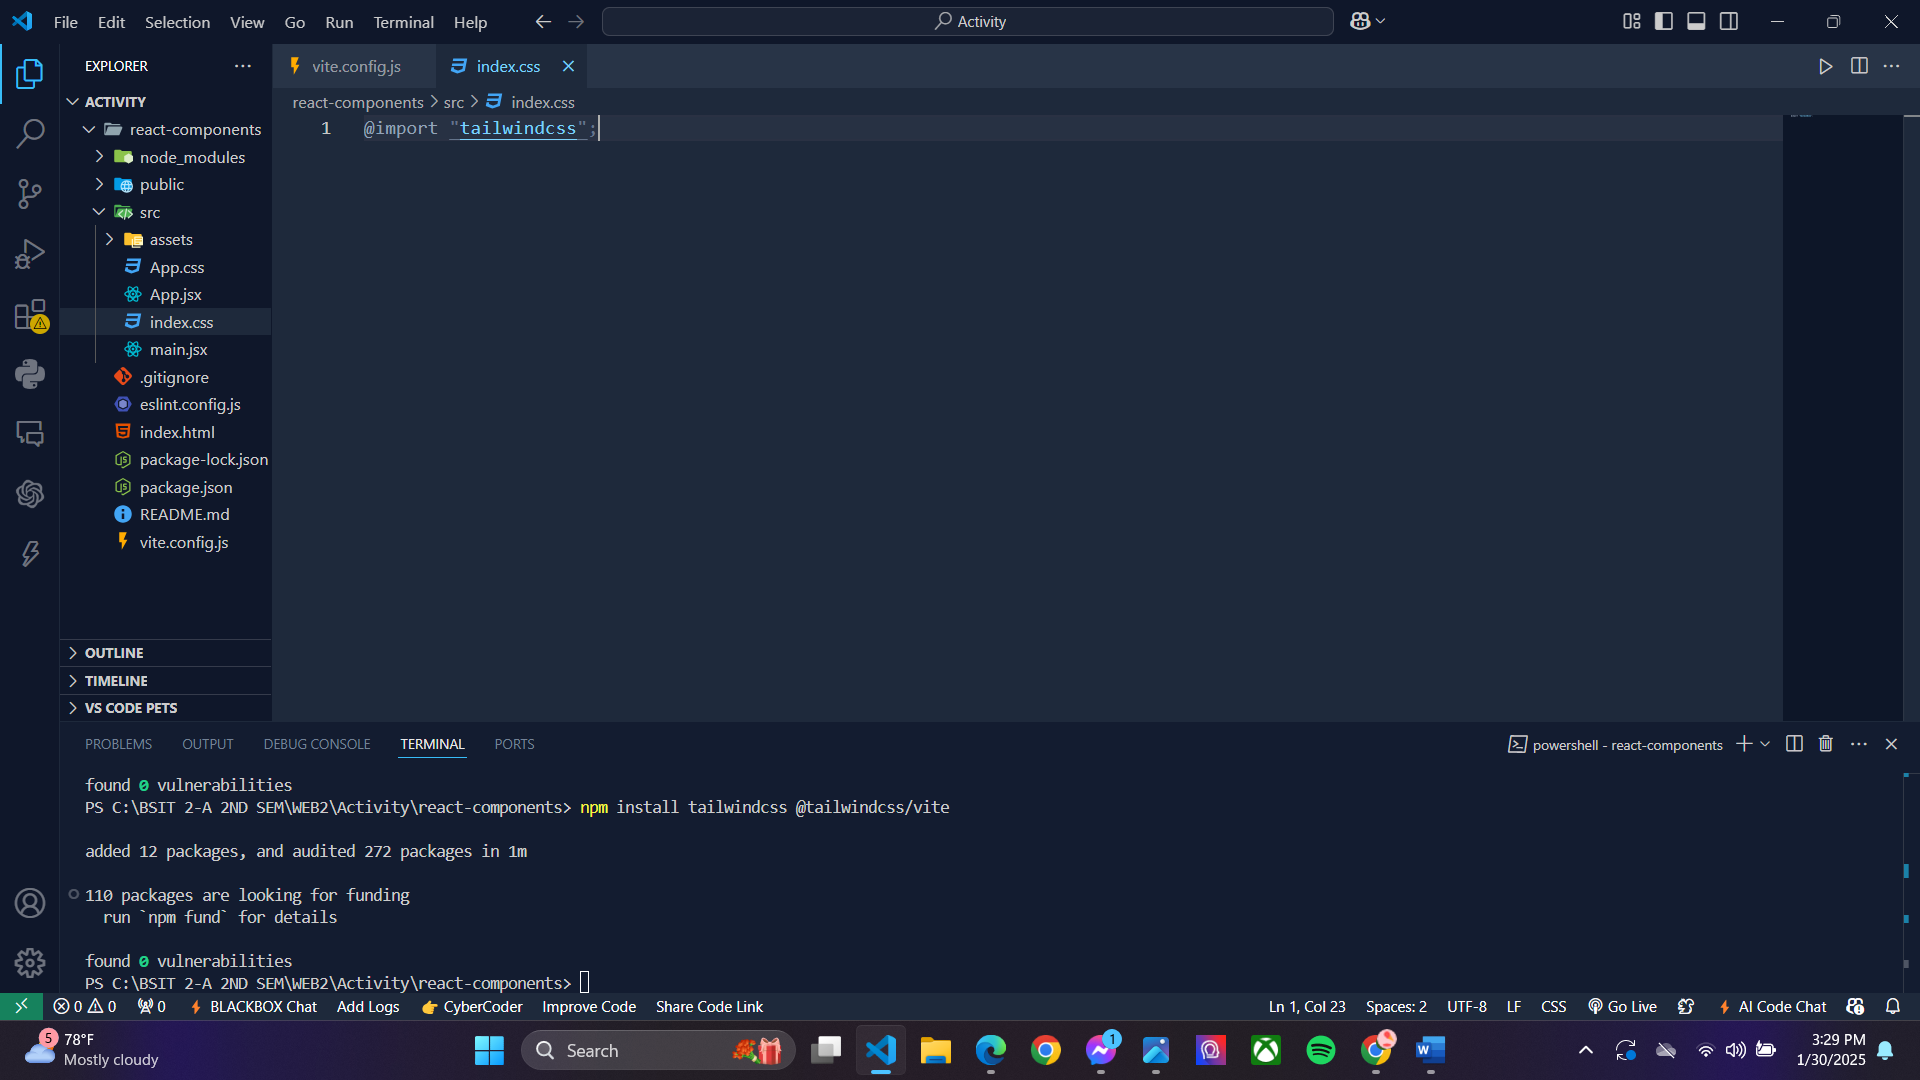 File Edit Selection View Go Run Terminal Help
Activity
EXPLORER
vite.config.js
index.css
ACTIVITY
react-components
node_modules
public
src
assets
App.css
App.jsx
index.css
main.jsx
.gitignore
eslint.config.js
index.html
package-lock.json
package.json
README.md
vite.config.js
OUTLINE
TIMELINE
VS CODE PETS
react-components > src > index.css
1 @import "tailwindcss";
PROBLEMS OUTPUT DEBUG CONSOLE TERMINAL PORTS
powershell - react-components
found 0 vulnerabilities
PS C:\BSIT 2-A 2ND SEM\WEB2\Activity\react-components> npm install tailwindcss @tailwindcss/vite
added 12 packages, and audited 272 packages in 1m
110 packages are looking for funding
run `npm fund` for details
found 0 vulnerabilities
PS C:\BSIT 2-A 2ND SEM\WEB2\Activity\react-components>
0 0 0 BLACKBOX Chat Add Logs CyberCoder Improve Code Share Code Link
Ln 1, Col 23 Spaces: 2 UTF-8 LF CSS Go Live AI Code Chat
5
78°F
Mostly cloudy
Search
1
3:29 PM
1/30/2025